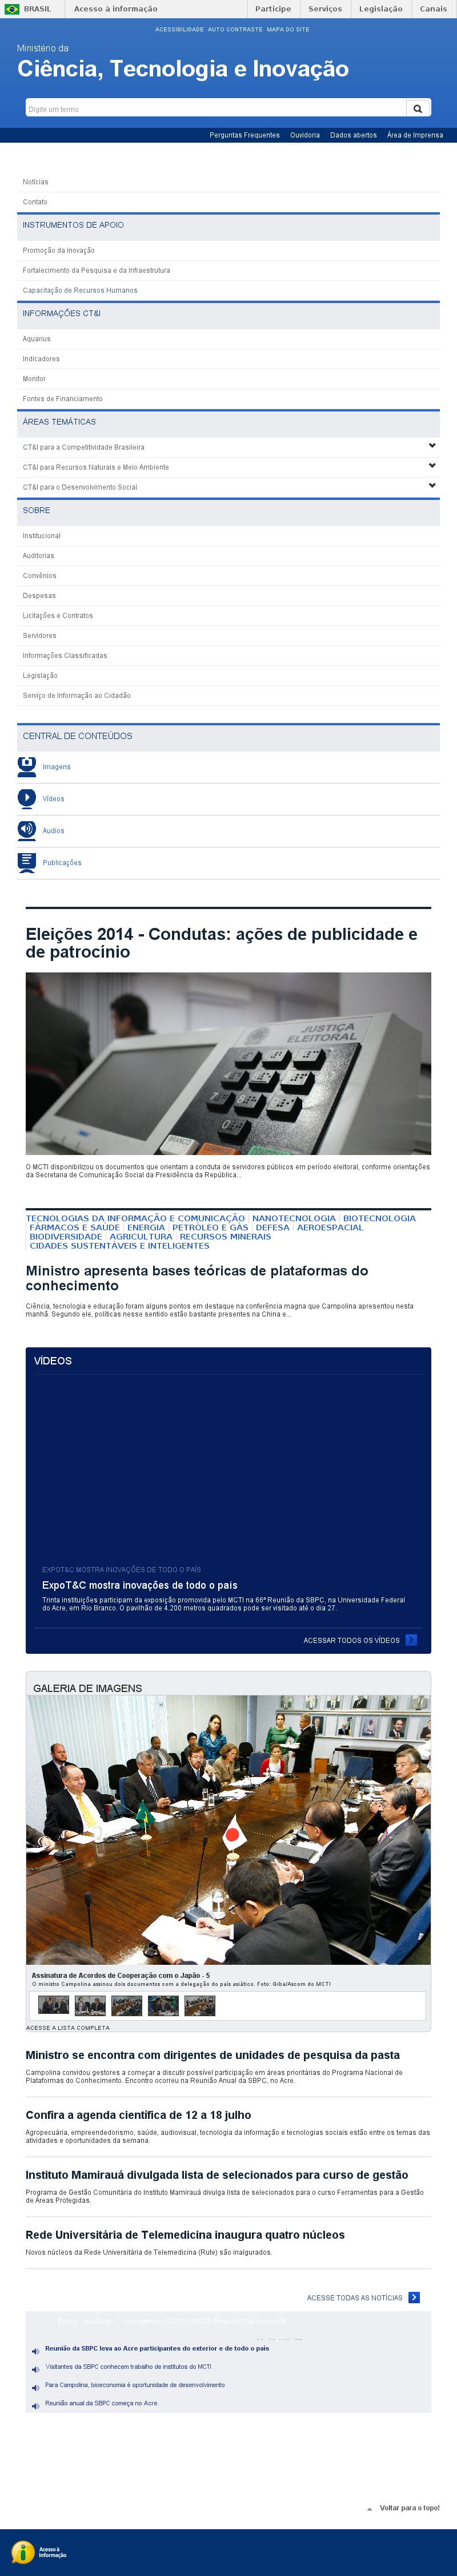 BRASIL
Acesso à informação
Participe
Serviços
Legislação
Canais
ACESSIBILIDADE AUTO CONTRASTE MAPA DO SITE
Ministério da
Ciência, Tecnologia e Inovação
Digite um termo
Perguntas Frequentes Ouvidoria Dados abertos Área de Imprensa
Notícias
Contato
INSTRUMENTOS DE APOIO
Promoção da Inovação
Fortalecimento da Pesquisa e da Infraestrutura
Capacitação de Recursos Humanos
INFORMAÇÕES CT&I
Aquarius
Indicadores
Monitor
Fontes de Financiamento
ÁREAS TEMÁTICAS
CT&I para a Competitividade Brasileira
CT&I para Recursos Naturais e Meio Ambiente
CT&I para o Desenvolvimento Social
SOBRE
Institucional
Auditorias
Convênios
Despesas
Licitações e Contratos
Servidores
Informações Classificadas
Legislação
Serviço de Informação ao Cidadão
CENTRAL DE CONTEÚDOS
Imagens
Vídeos
Audios
Publicações
Eleições 2014 - Condutas: ações de publicidade e
de patrocínio
JUSTIÇA
ELEITORAL
BRANCO
O MCTI disponibilizou os documentos que orientam a conduta de servidores públicos em período eleitoral, conforme orientações
da Secretaria de Comunicação Social da Presidência da República...
TECNOLOGIAS DA INFORMAÇÃO E COMUNICAÇÃO NANOTECNOLOGIA BIOTECNOLOGIA
FÁRMACOS E SAÚDE ENERGIA PETRÓLEO E GÁS DEFESA AEROESPACIAL
BIODIVERSIDADE AGRICULTURA RECURSOS MINERAIS
CIDADES SUSTENTÁVEIS E INTELIGENTES
Ministro apresenta bases teóricas de plataformas do
conhecimento
Ciência, tecnologia e educação foram alguns pontos em destaque na conferência magna que Campolina apresentou nesta
manhã. Segundo ele, políticas nesse sentido estão bastante presentes na China e...
VÍDEOS
EXPOT&C MOSTRA INOVAÇÕES DE TODO O PAÍS
ExpoT&C mostra inovações de todo o país
Trinta instituições participam da exposição promovida pelo MCTI na 66ª Reunião da SBPC, na Universidade Federal
do Acre, em Rio Branco. O pavilhão de 4.200 metros quadrados pode ser visitado até o dia 27.
ACESSAR TODOS OS VÍDEOS
GALERIA DE IMAGENS
Assinatura de Acordos de Cooperação com o Japão - 5
O ministro Campolina assinou dois documentos com a delegação do país asiático. Foto: Giba/Ascom do MCTI
ACESSE A LISTA COMPLETA
Ministro se encontra com dirigentes de unidades de pesquisa da pasta
Campolina convidou gestores a começar a discutir possível participação em áreas prioritárias do Programa Nacional de
Plataformas do Conhecimento. Encontro ocorreu na Reunião Anual da SBPC, no Acre.
Confira a agenda científica de 12 a 18 julho
Agropecuária, empreendedorismo, saúde, audiovisual, tecnologia da informação e tecnologias sociais estão entre os temas das
atividades e oportunidades da semana.
Instituto Mamirauá divulgada lista de selecionados para curso de gestão
Programa de Gestão Comunitária do Instituto Mamirauá divulga lista de selecionados para o curso Ferramentas para a Gestão
de Áreas Protegidas.
Rede Universitária de Telemedicina inaugura quatro núcleos
Novos núcleos da Rede Universitária de Telemedicina (Rute) são inalgurados.
ACESSE TODAS AS NOTÍCIAS
Reunião da SBPC leva ao Acre participantes do exterior e de todo o país
Visitantes da SBPC conhecem trabalho de institutos do MCTI
Para Campolina, bioeconomia é oportunidade de desenvolvimento
Reunião anual da SBPC começa no Acre
Voltar para o topo!
Acesso à
Informação